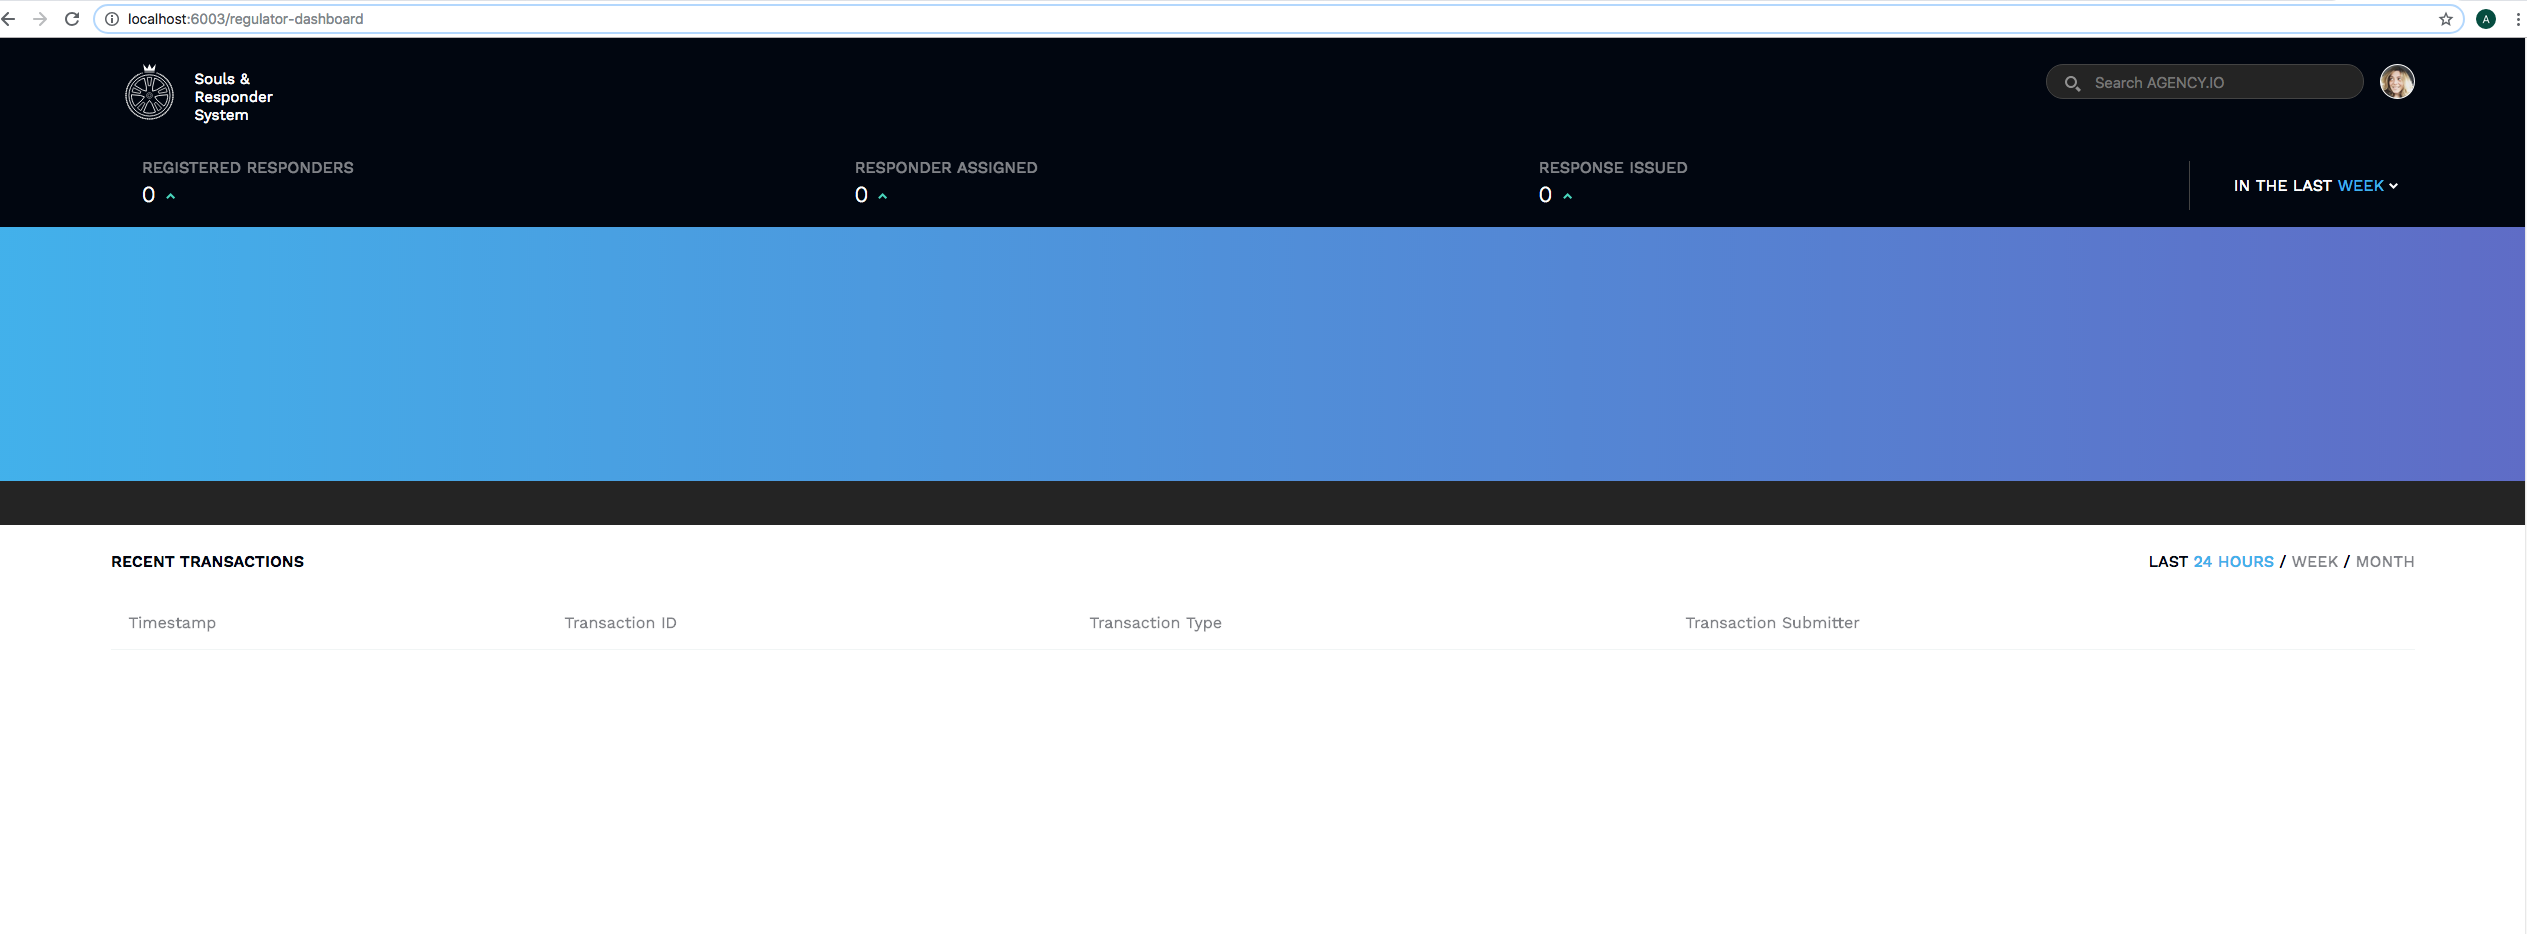 localhost:6003/regulator-dashboard
A
Souls &
Responder
System
Search AGENCY.IO
REGISTERED RESPONDERS
0
RESPONDER ASSIGNED
0
RESPONSE ISSUED
0
IN THE LAST WEEK
RECENT TRANSACTIONS
LAST 24 HOURS / WEEK / MONTH
Timestamp
Transaction ID
Transaction Type
Transaction Submitter